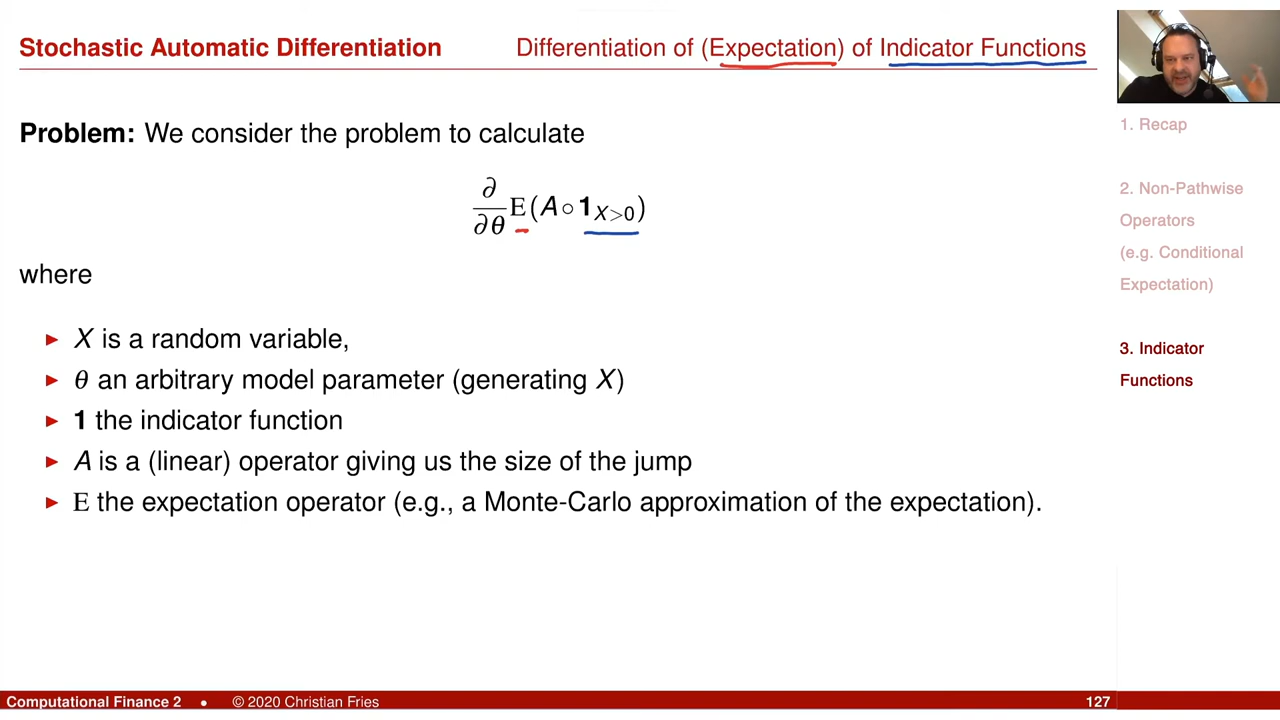 Stochastic Automatic Differentiation
Differentiation of (Expectation) of Indicator Functions
Problem: We consider the problem to calculate
∂/∂θ E(A ∘ 1_{X>0})
where
▶ X is a random variable,
▶ θ an arbitrary model parameter (generating X)
▶ 1 the indicator function
▶ A is a (linear) operator giving us the size of the jump
▶ E the expectation operator (e.g., a Monte-Carlo approximation of the expectation).
1. Recap
2. Non-Pathwise
Operators
(e.g. Conditional
Expectation)
3. Indicator
Functions
Computational Finance 2 • © 2020 Christian Fries 127